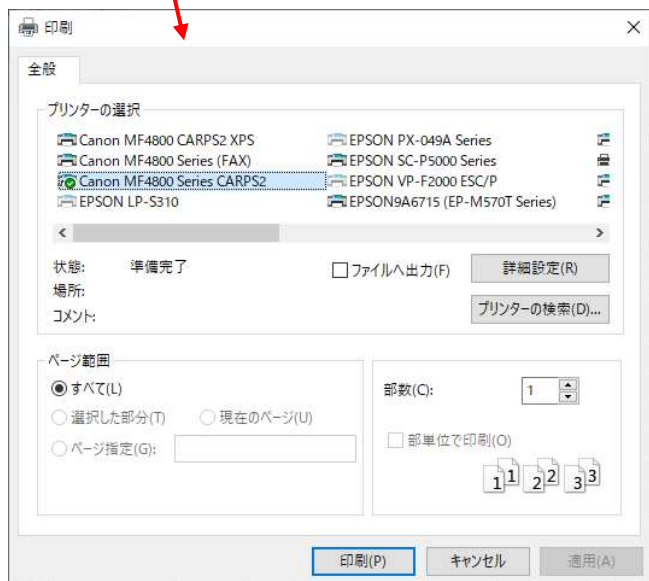 印刷
全般
プリンターの選択
Canon MF4800 CARPS2 XPS
Canon MF4800 Series (FAX)
Canon MF4800 Series CARPS2
EPSON LP-S310
EPSON PX-049A Series
EPSON SC-P5000 Series
EPSON VP-F2000 ESC/P
EPSON9A6715 (EP-M570T Series)
状態: 準備完了
場所:
コメント:
ファイルへ出力(F)
詳細設定(R)
プリンターの検索(D)...
ページ範囲
すべて(L)
選択した部分(T) 現在のページ(U)
ページ指定(G):
部数(C): 1
部単位で印刷(O)
1 1 2 2 3 3
印刷(P) キャンセル 適用(A)